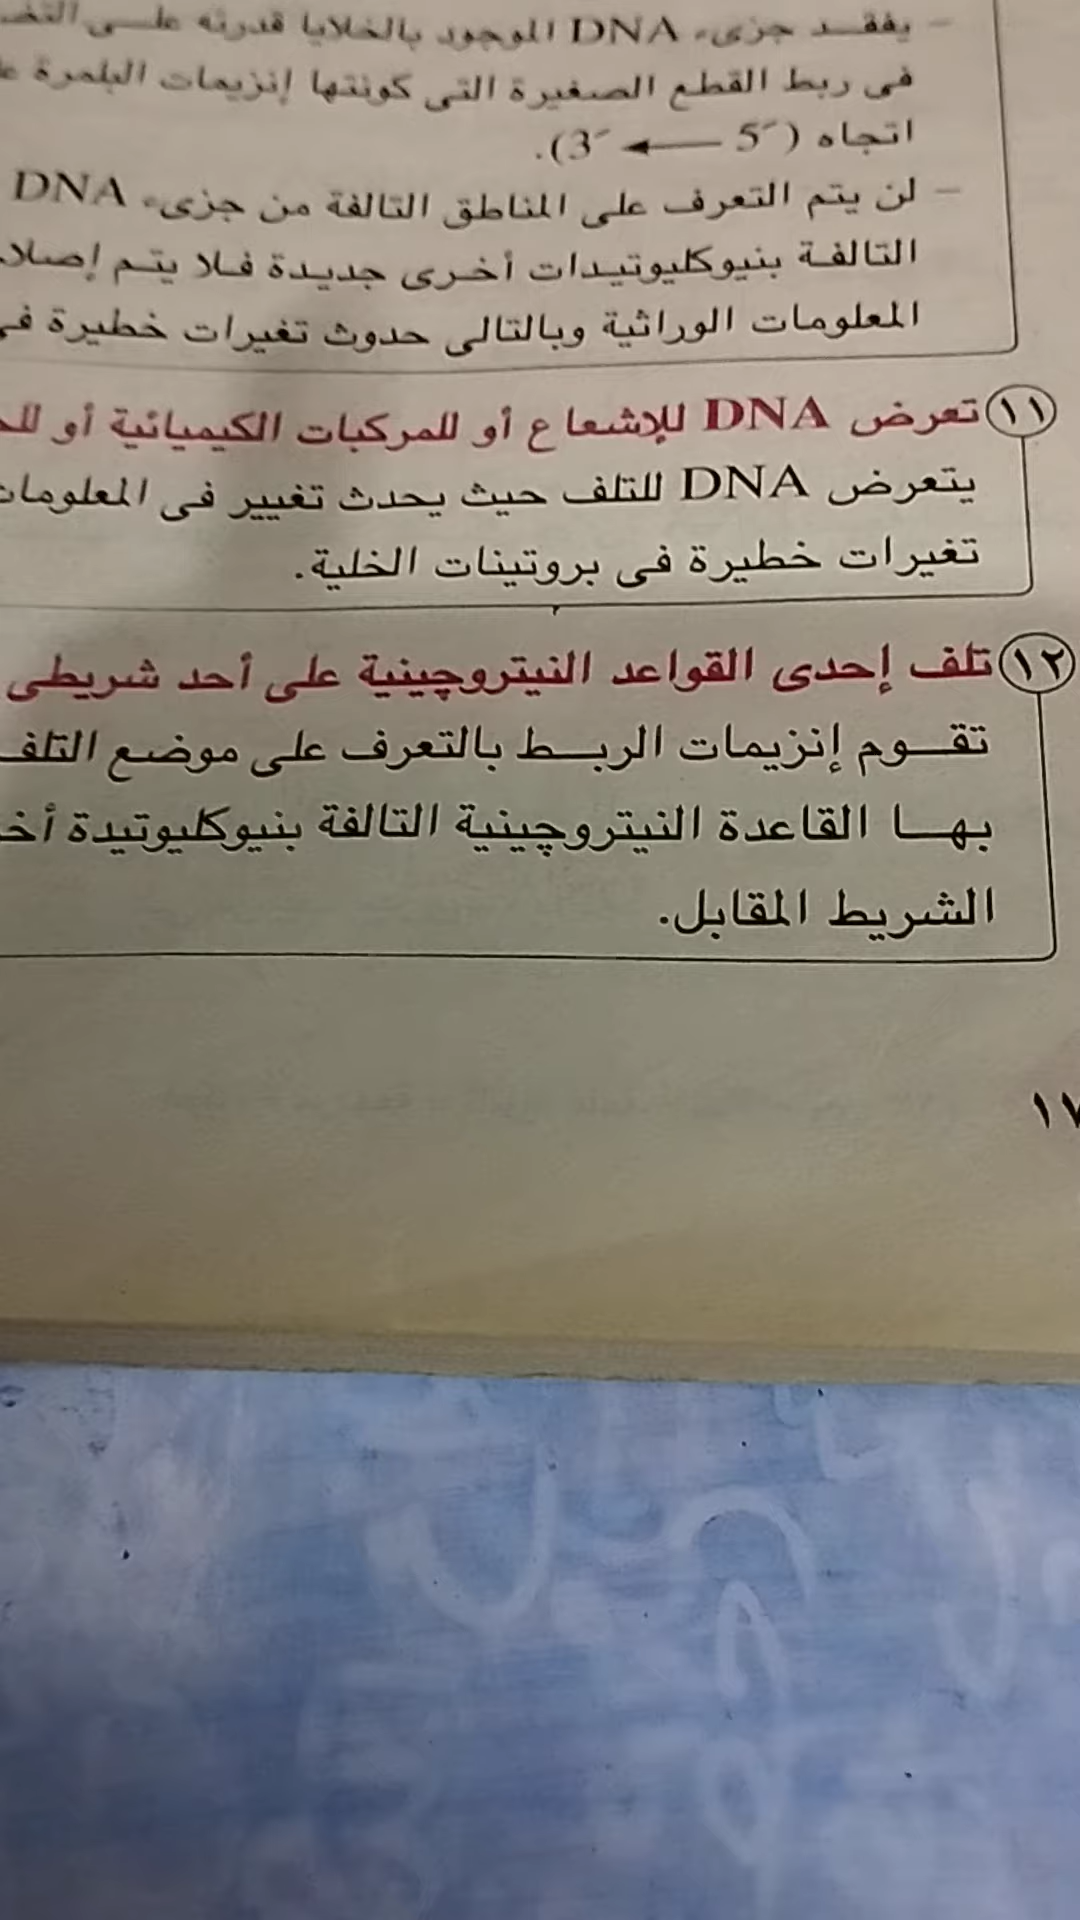 - يفقد جزىء DNA الموجود بالخلايا قدرته على
فى ربط القطع الصغيرة التى كونتها إنزيمات البلمرة
اتجاه (5´ ← 3´).
- لن يتم التعرف على المناطق التالفة من جزىء DNA
التالفة بنيوكليوتيدات أخرى جديدة فلا يتم
المعلومات الوراثية وبالتالى حدوث تغيرات خطيرة
١١ تعرض DNA للإشعاع أو للمركبات الكيميائية أو
يتعرض DNA للتلف حيث يحدث تغيير فى
تغيرات خطيرة فى بروتينات الخلية.
١٢ تلف إحدى القواعد النيتروچينية على أحد شريطى
تقوم إنزيمات الربط بالتعرف على موضع التلف
بها القاعدة النيتروچينية التالفة بنيوكليوتيدة
الشريط المقابل.
١٧